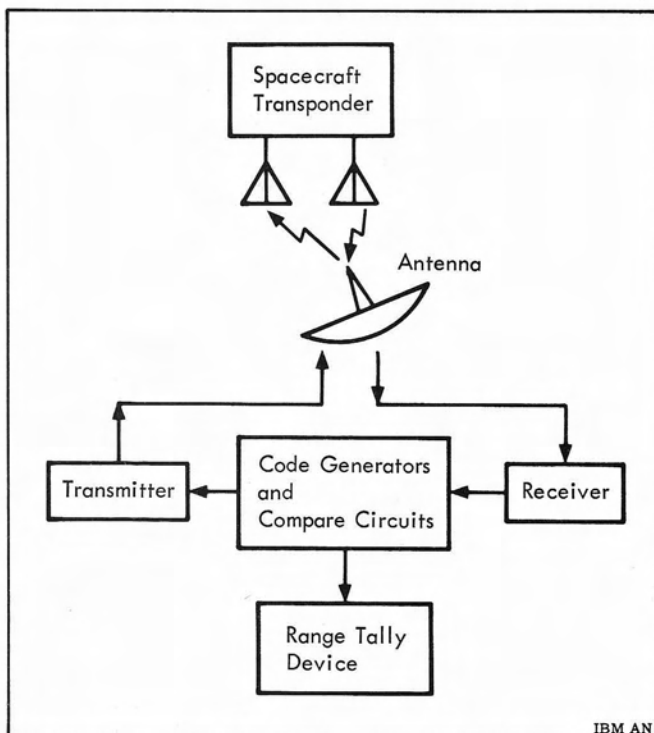 Spacecraft
Transponder
Antenna
Transmitter
Code Generators
and
Compare Circuits
Receiver
Range Tally
Device
IBM AN